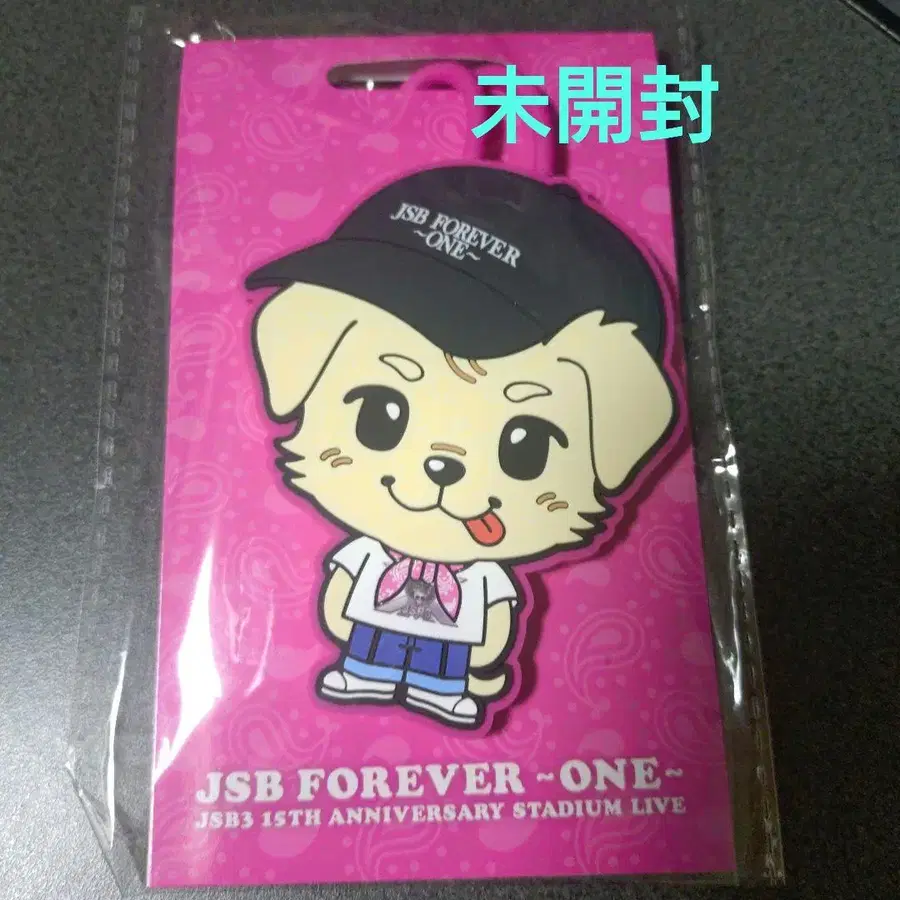 未開封
JSB FOREVER
~ONE~
JSB FOREVER ~ONE~
JSB3 15TH ANNIVERSARY STADIUM LIVE